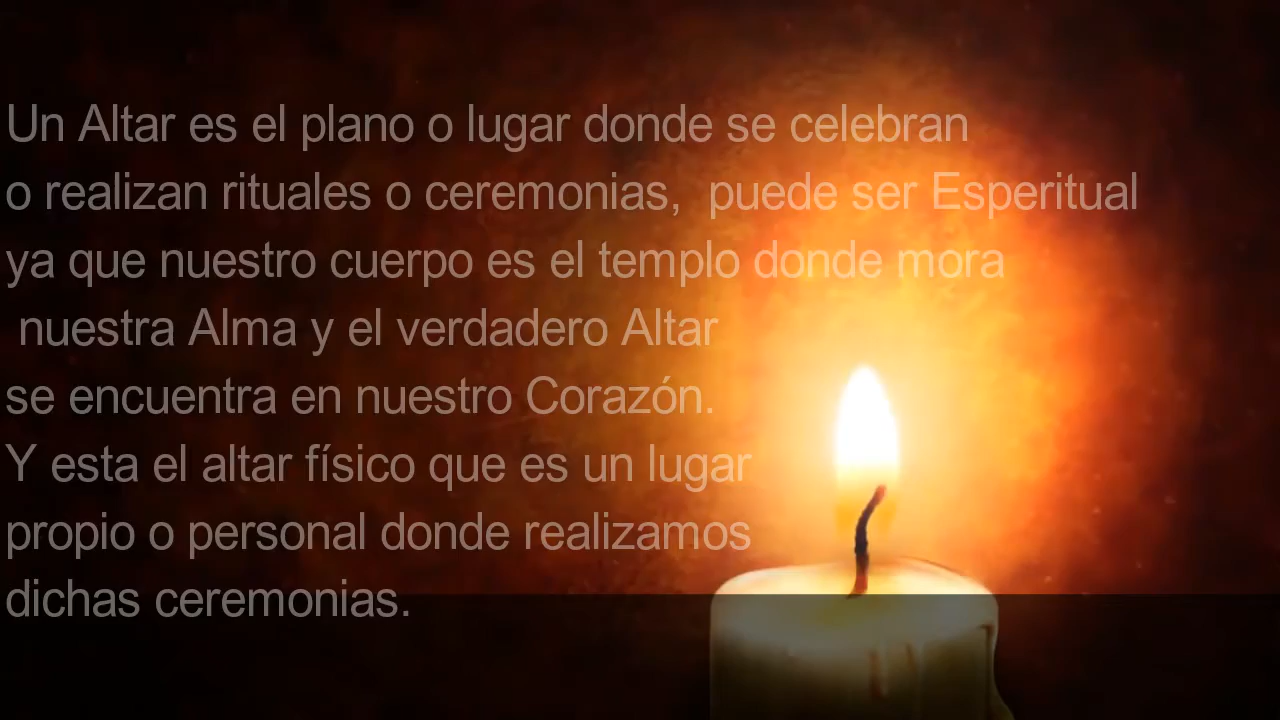 Un Altar es el plano o lugar donde se celebran
o realizan rituales o ceremonias,  puede ser Esperitual
ya que nuestro cuerpo es el templo donde mora
nuestra Alma y el verdadero Altar
se encuentra en nuestro Corazón.
Y esta el altar físico que es un lugar
propio o personal donde realizamos
dichas ceremonias.